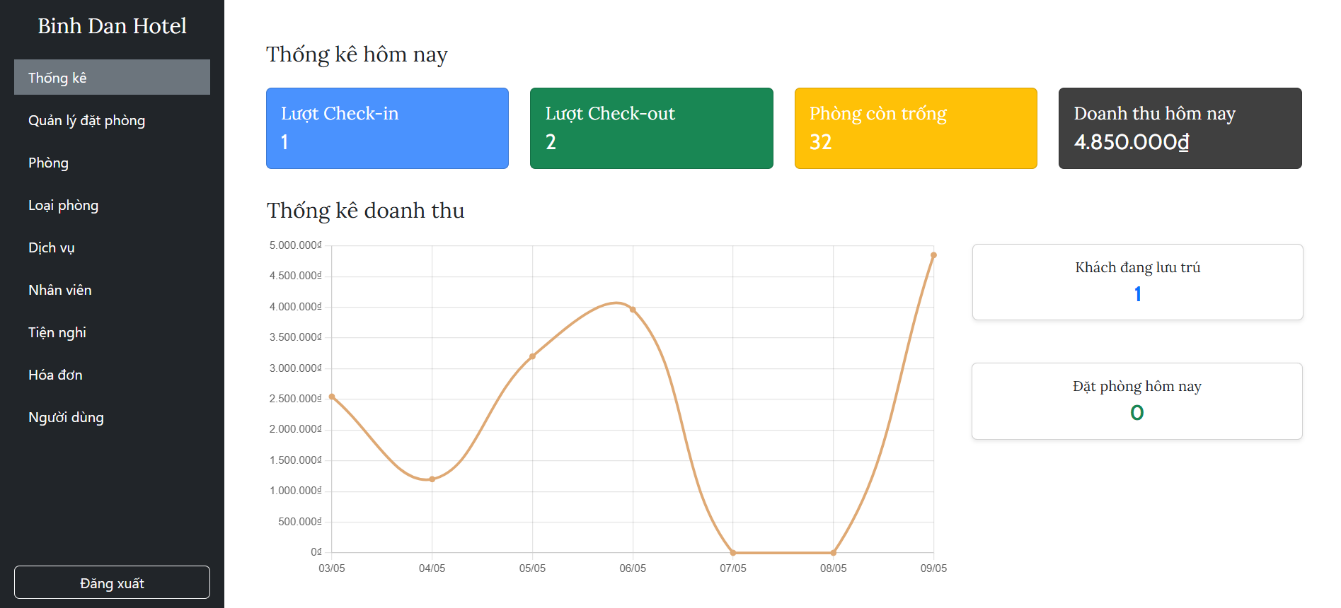 Binh Dan Hotel
Thống kê
Quản lý đặt phòng
Phòng
Loại phòng
Dịch vụ
Nhân viên
Tiện nghi
Hóa đơn
Người dùng
Đăng xuất
Thống kê hôm nay
Lượt Check-in
1
Lượt Check-out
2
Phòng còn trống
32
Doanh thu hôm nay
4.850.000₫
Thống kê doanh thu
5.000.000₫
4.500.000₫
4.000.000₫
3.500.000₫
3.000.000₫
2.500.000₫
2.000.000₫
1.500.000₫
1.000.000₫
500.000₫
0₫
03/05 04/05 05/05 06/05 07/05 08/05 09/05
Khách đang lưu trú
1
Đặt phòng hôm nay
0